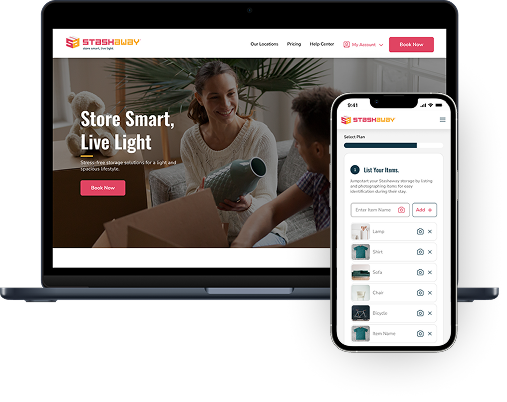 STASHAWAY
store smart, live light
Our Locations
Pricing
Help Center
My Account
Book Now
Store Smart,
Live Light
Stress-free storage solutions for a light and
spacious lifestyle.
Book Now
9:41
STASHAWAY
Select Plan
List Your Items.
Jumpstart your Stashaway storage by listing
and photographing items for easy
identification during their stay.
Enter Item Name
Add +
Lamp
Shirt
Sofa
Chair
Bicycle
Item Name